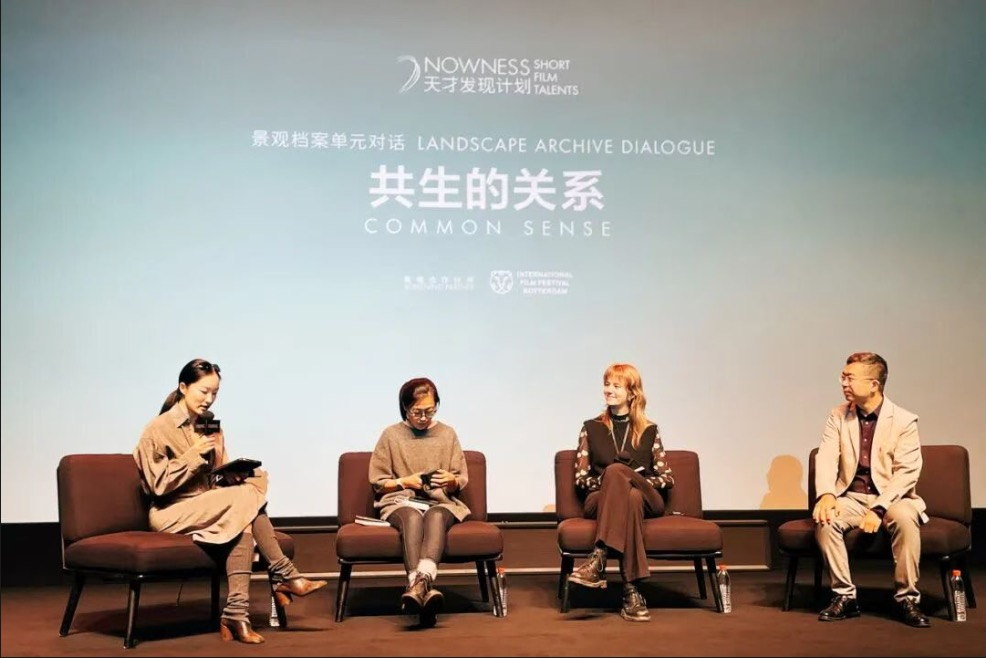 NOWNESS SHORT FILM TALENTS
天才发现计划
景观档案单元对话 LANDSCAPE ARCHIVE DIALOGUE
共生的关系
COMMON SENSE
INTERNATIONAL
FILM FESTIVAL
ROTTERDAM